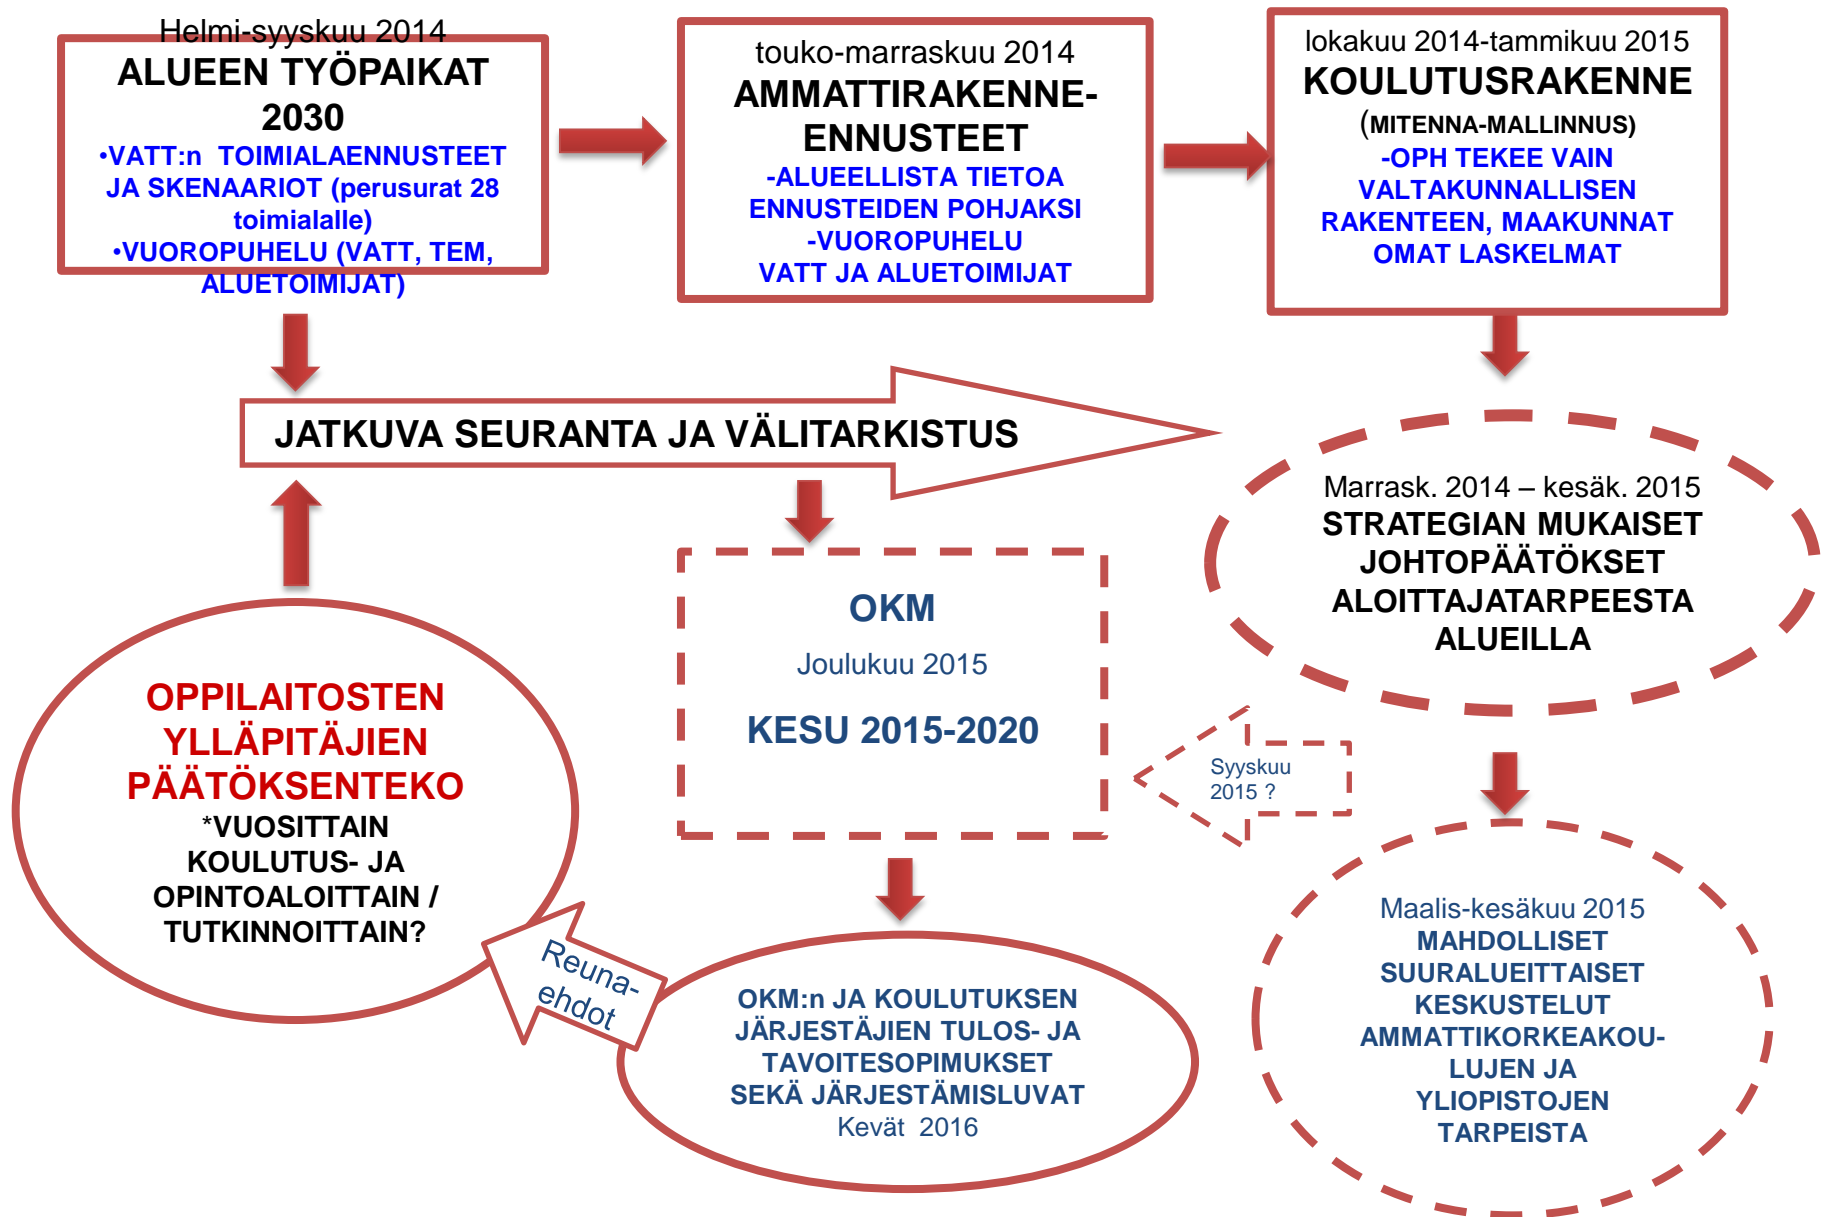 Helmi-syyskuu 2014
ALUEEN TYÖPAIKAT
2030
•VATT:n TOIMIALAENNUSTEET
JA SKENAARIOT (perusurat 28
toimialalle)
•VUOROPUHELU (VATT, TEM,
ALUETOIMIJAT)
touko-marraskuu 2014
AMMATTIRAKENNE-
ENNUSTEET
-ALUEELLISTA TIETOA
ENNUSTEIDEN POHJAKSI
-VUOROPUHELU
VATT JA ALUETOIMIJAT
lokakuu 2014-tammikuu 2015
KOULUTUSRAKENNE
(MITENNA-MALLINNUS)
-OPH TEKEE VAIN
VALTAKUNNALLISEN
RAKENTEEN, MAAKUNNAT
OMAT LASKELMAT
JATKUVA SEURANTA JA VÄLITARKISTUS
Marrask. 2014 – kesäk. 2015
STRATEGIAN MUKAISET
JOHTOPÄÄTÖKSET
ALOITTAJATARPEESTA
ALUEILLA
OKM
Joulukuu 2015
KESU 2015-2020
Syyskuu
2015 ?
OPPILAITOSTEN
YLLÄPITÄJIEN
PÄÄTÖKSENTEKO
*VUOSITTAIN
KOULUTUS- JA
OPINTOALOITTAIN /
TUTKINNOITTAIN?
Reuna-
ehdot
OKM:n JA KOULUTUKSEN
JÄRJESTÄJIEN TULOS- JA
TAVOITESOPIMUKSET
SEKÄ JÄRJESTÄMISLUVAT
Kevät 2016
Maalis-kesäkuu 2015
MAHDOLLISET
SUURALUEITTAISET
KESKUSTELUT
AMMATTIKORKEAKOU-
LUJEN JA
YLIOPISTOJEN
TARPEISTA